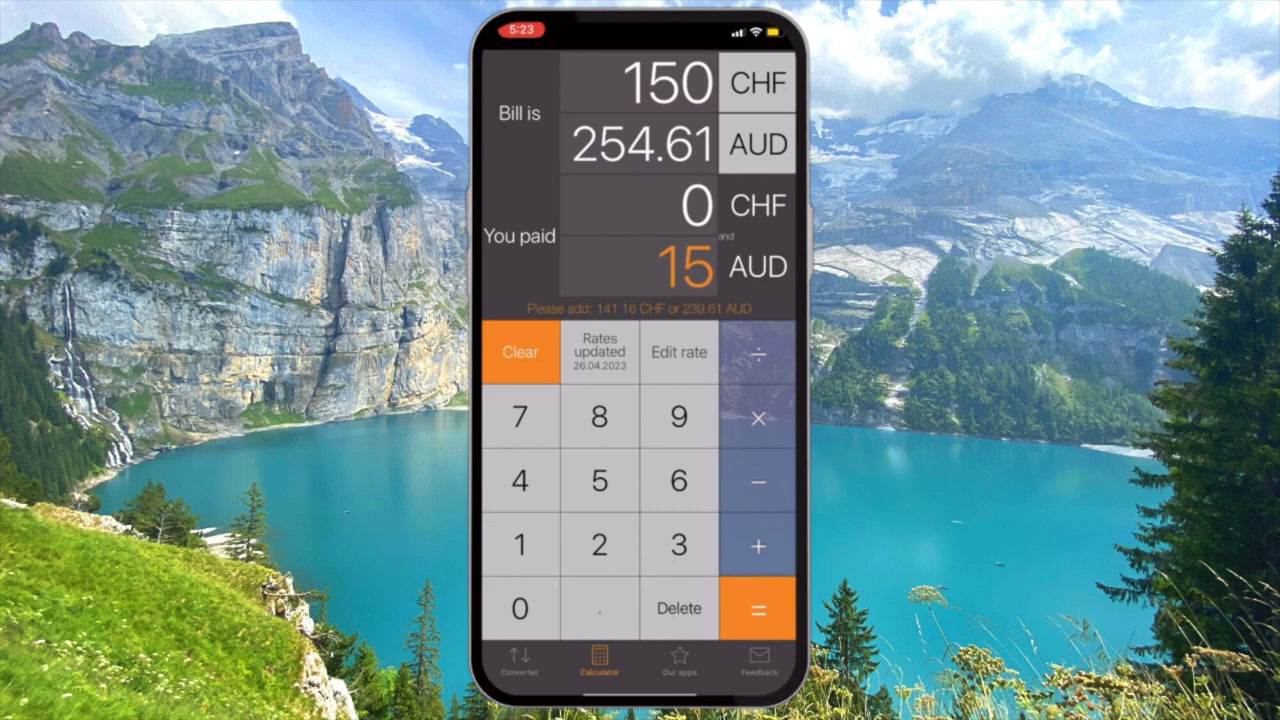 5:23
Bill is
150 CHF
254.61 AUD
You paid
0 CHF
and
15 AUD
Please add: 141.16 CHF or 239.61 AUD
Clear
Rates
updated
26.04.2023
Edit rate
÷
7 8 9 ×
4 5 6 −
1 2 3 +
0 . Delete =
Converter Calculator Our apps Feedback